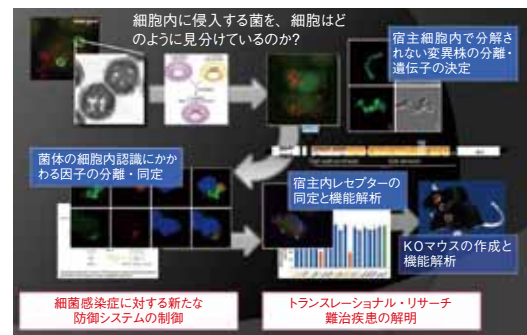 細胞内に侵入する菌を、細胞はど
のように見分けているのか?
宿主細胞内で分解さ
れない変異株の分離・
遺伝子の決定
菌体の細胞内認識にかか
わる因子の分離・同定
宿主内レセプターの
同定と機能解析
KOマウスの作成と
機能解析
細菌感染症に対する新たな
防御システムの制御
トランスレーショナル・リサーチ
難治疾患の解明